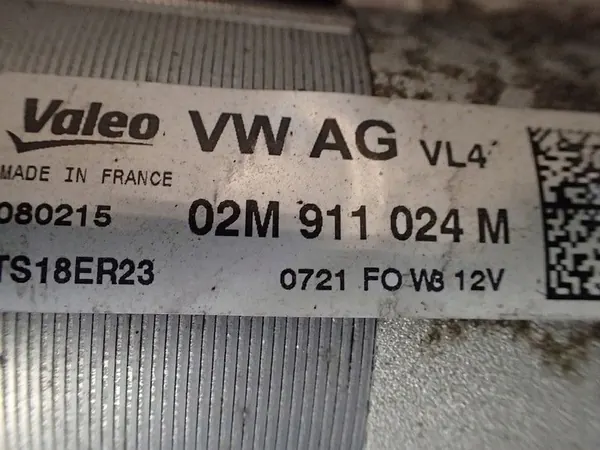 Valeo VW AG VL4
MADE IN FRANCE
080215 02M 911 024 M
TS18ER23 0721 FO W8 12V